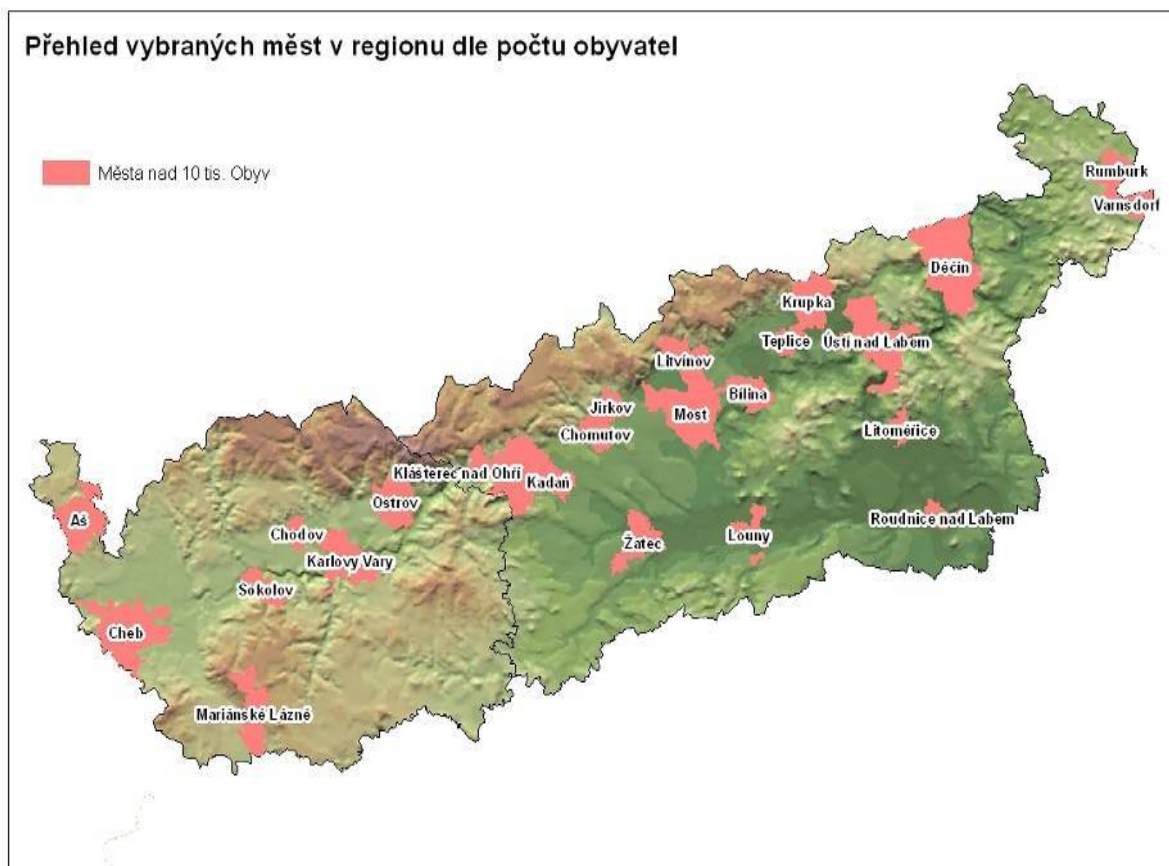 Přehled vybraných měst v regionu dle počtu obyvatel
Města nad 10 tis. Obyv
Rumburk
Varnsdorf
Děčín
Krupka
Teplice
Ústí nad Labem
Litvínov
Bílina
Most
Jirkov
Chomutov
Litoměřice
Klášterec nad Ohří
Kadaň
Ostrov
Roudnice nad Labem
Aš
Chodov
Žatec
Louny
Karlovy Vary
Sokolov
Cheb
Mariánské Lázně